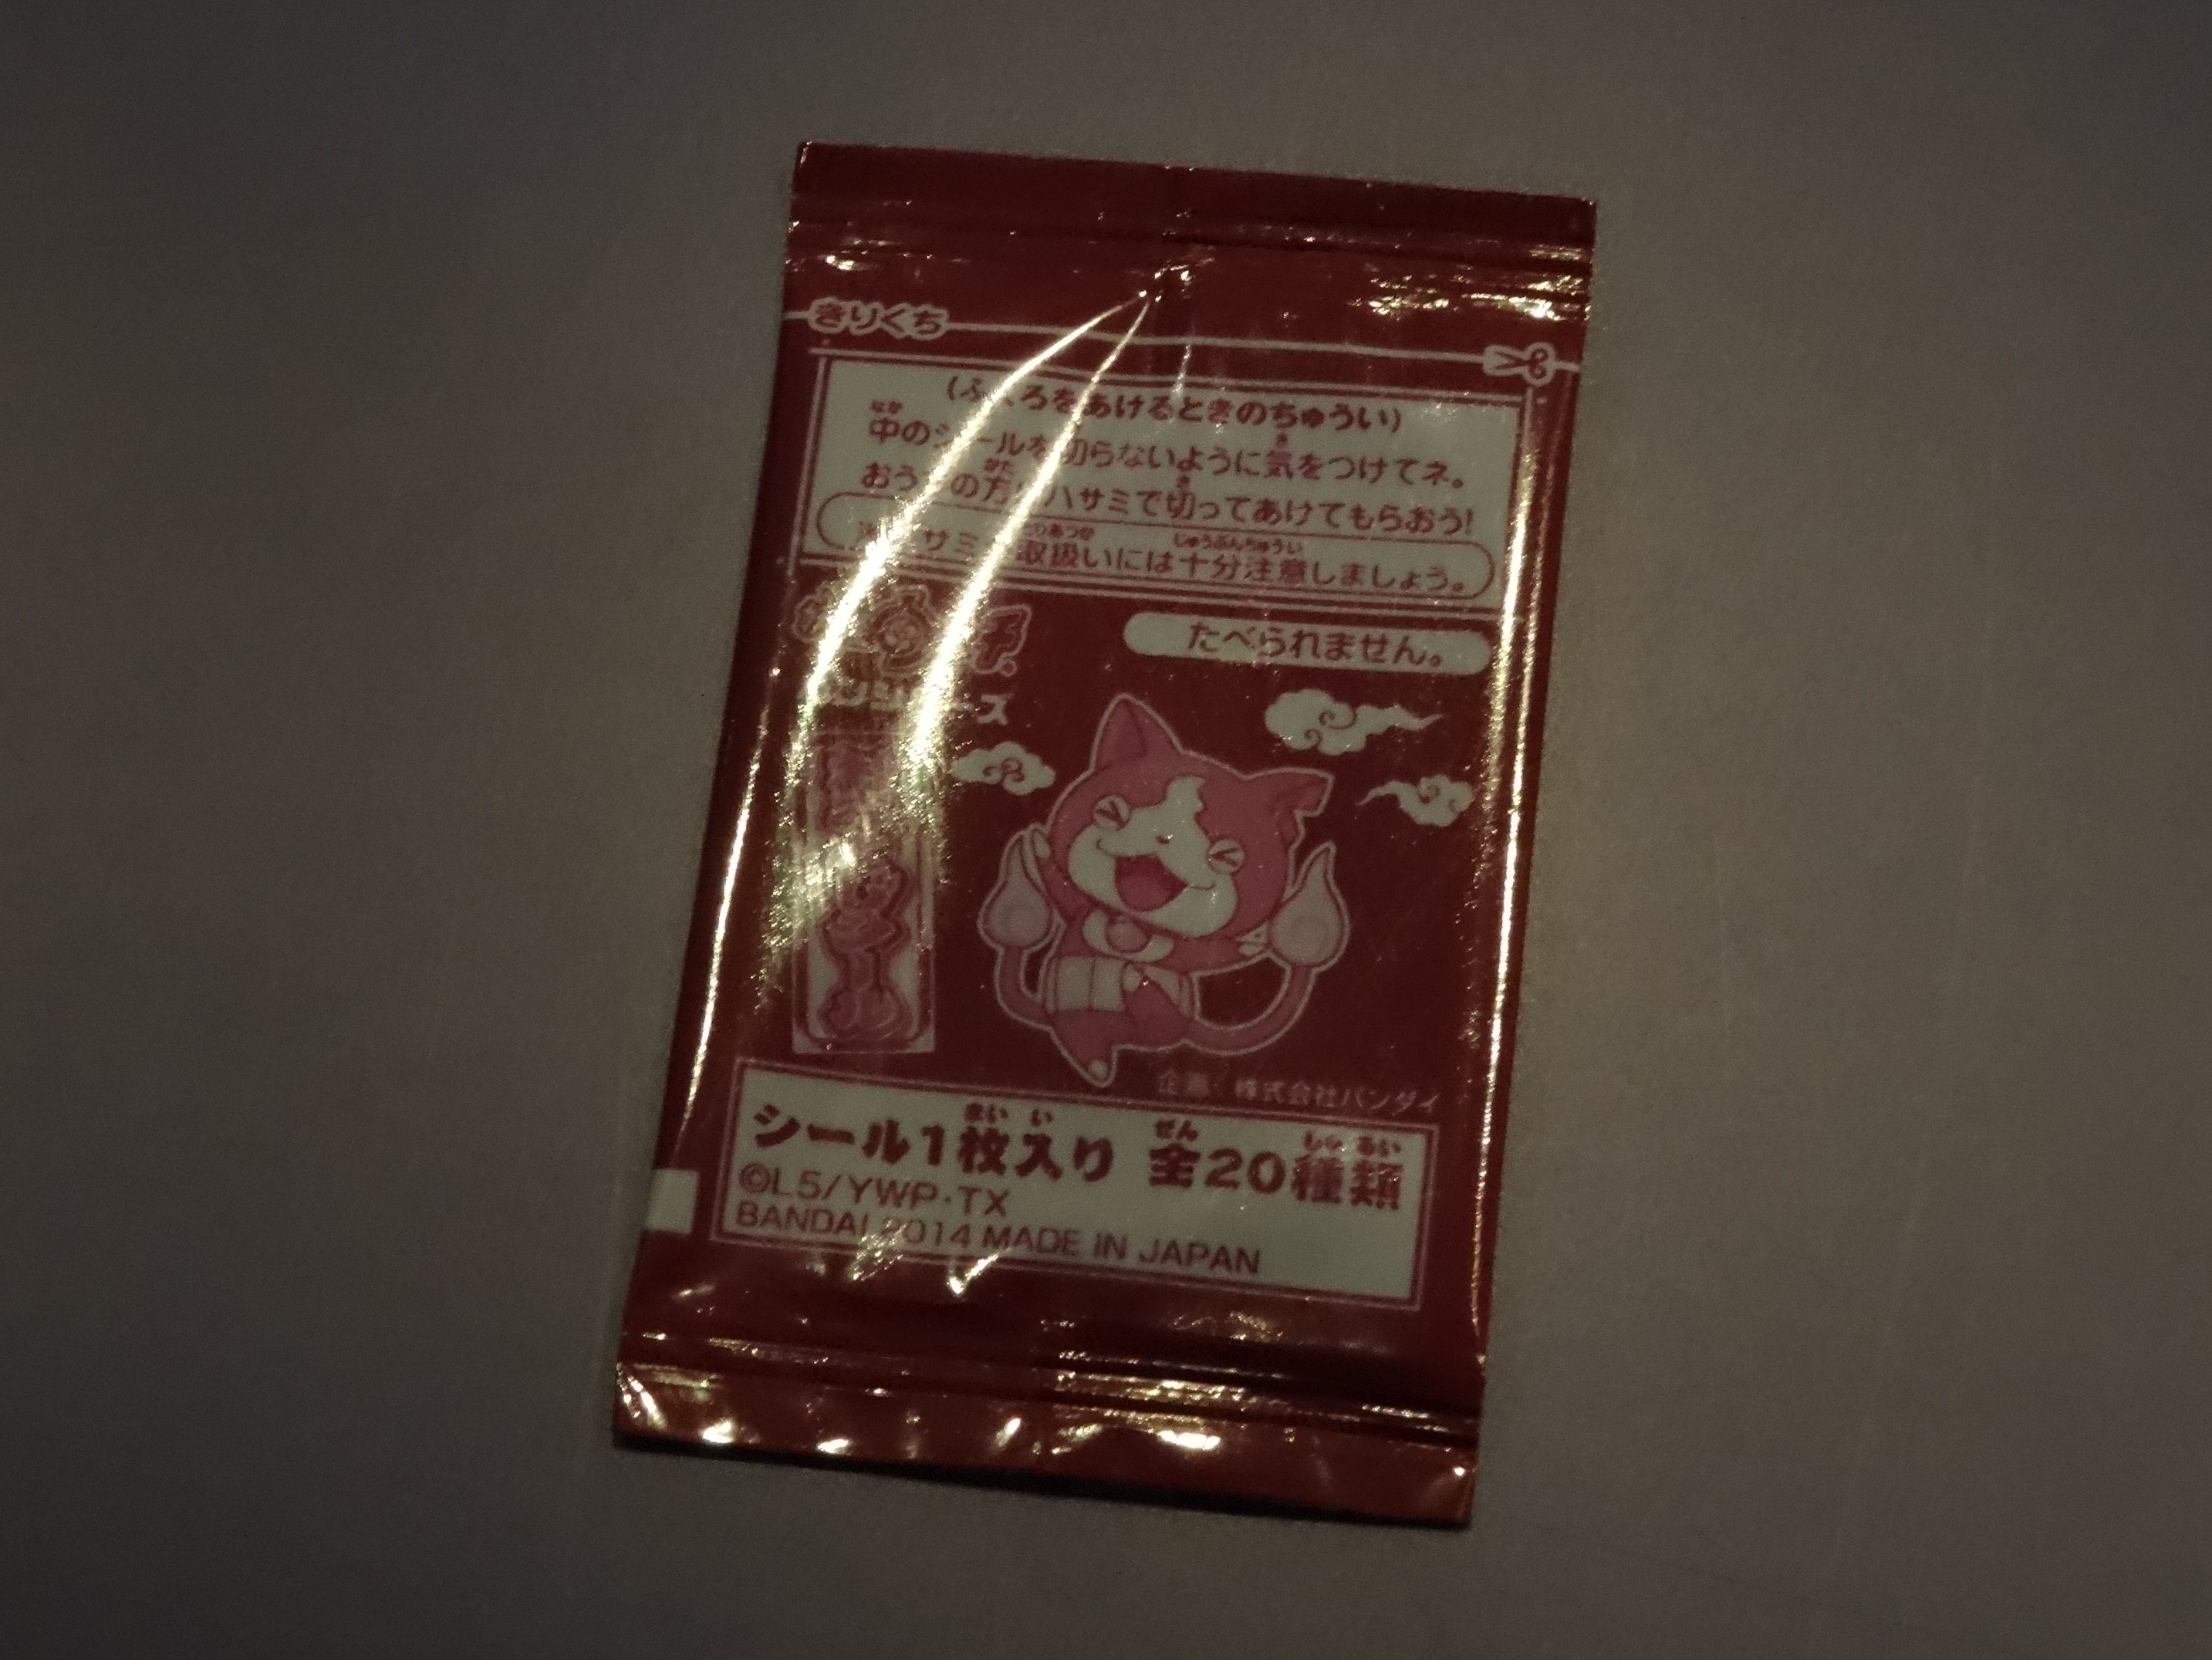 きりくち
(ふくろをあけるときのちゅうい)
中のシールを切らないように気をつけてネ。
おうちの方にハサミで切ってあけてもらおう!
サミ 取扱いには十分注意しましょう。
たべられません。
企画 株式会社バンダイ
シール1枚入り 全20種類
©L5/YWP・TX
BANDAI 2014 MADE IN JAPAN